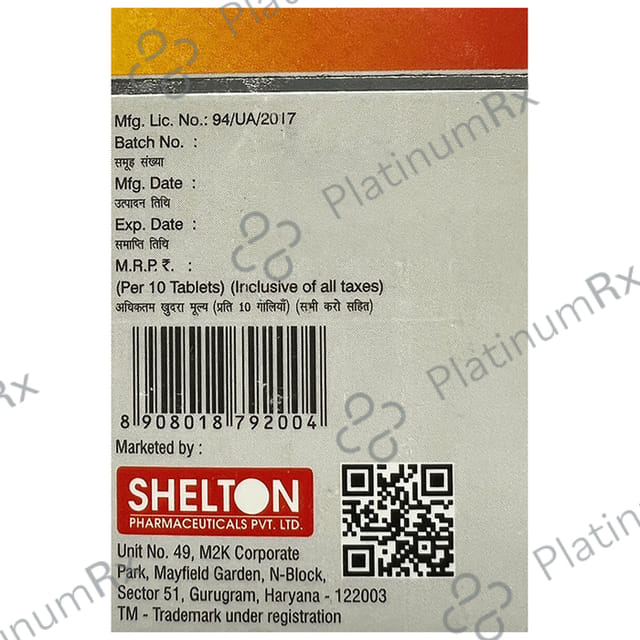 Mfg. Lic. No.: 94/UA/2017
Batch No. :
समूह संख्या
Mfg. Date :
उत्पादन तिथि
Exp. Date :
समाप्ति तिथि
M.R.P. ₹. :
(Per 10 Tablets) (Inclusive of all taxes)
अधिकतम खुदरा मूल्य (प्रति 10 गोलियाँ) (सभी करों सहित)
8 908018 792004
Marketed by :
SHELTON
PHARMACEUTICALS PVT. LTD.
Unit No. 49, M2K Corporate
Park, Mayfield Garden, N-Block,
Sector 51, Gurugram, Haryana - 122003
TM - Trademark under registration
PlatinumRx
PlatinumRx
PlatinumRx
PlatinumRx